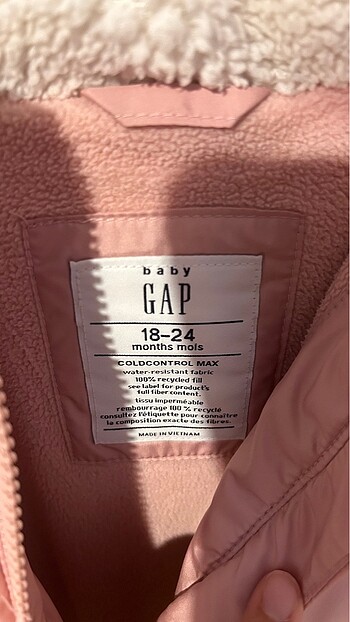 baby
GAP
18–24
months mois
COLDCONTROL MAX
water-resistant fabric
100% recycled fill
see label for product's
full fiber content.
tissu imperméable
rembourrage 100 % recyclé
consultez l'étiquette pour connaître
la composition exacte des fibres.
MADE IN VIETNAM